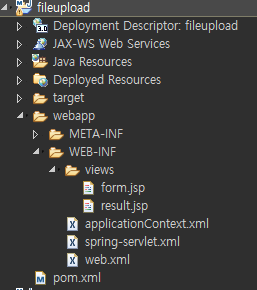 fileupload
Deployment Descriptor: fileupload
JAX-WS Web Services
Java Resources
Deployed Resources
target
webapp
META-INF
WEB-INF
views
form.jsp
result.jsp
applicationContext.xml
spring-servlet.xml
web.xml
pom.xml